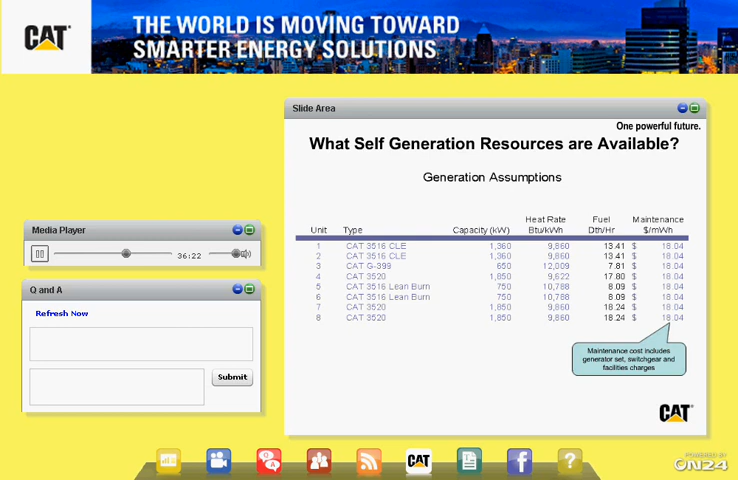 CAT
THE WORLD IS MOVING TOWARD
SMARTER ENERGY SOLUTIONS
Slide Area
One powerful future.
What Self Generation Resources are Available?
Generation Assumptions
Heat Rate Fuel Maintenance
Unit Type Capacity (kW) Btu/kWh Dth/Hr $/mWh
1 CAT 3516 CLE 1,360 9,860 13.41 $ 18.04
2 CAT 3516 CLE 1,360 9,860 13.41 $ 18.04
3 CAT G-399 650 12,009 7.81 $ 18.04
4 CAT 3520 1,850 9,622 17.80 $ 18.04
5 CAT 3516 Lean Burn 750 10,788 8.09 $ 18.04
6 CAT 3516 Lean Burn 750 10,788 8.09 $ 18.04
7 CAT 3520 1,850 9,860 18.24 $ 18.04
8 CAT 3520 1,850 9,860 18.24 $ 18.04
Maintenance cost includes
generator set, switchgear and
facilities charges
CAT
Media Player
36:22
Q and A
Refresh Now
Submit
Q
A
CAT
f
?
POWERED BY
ON24